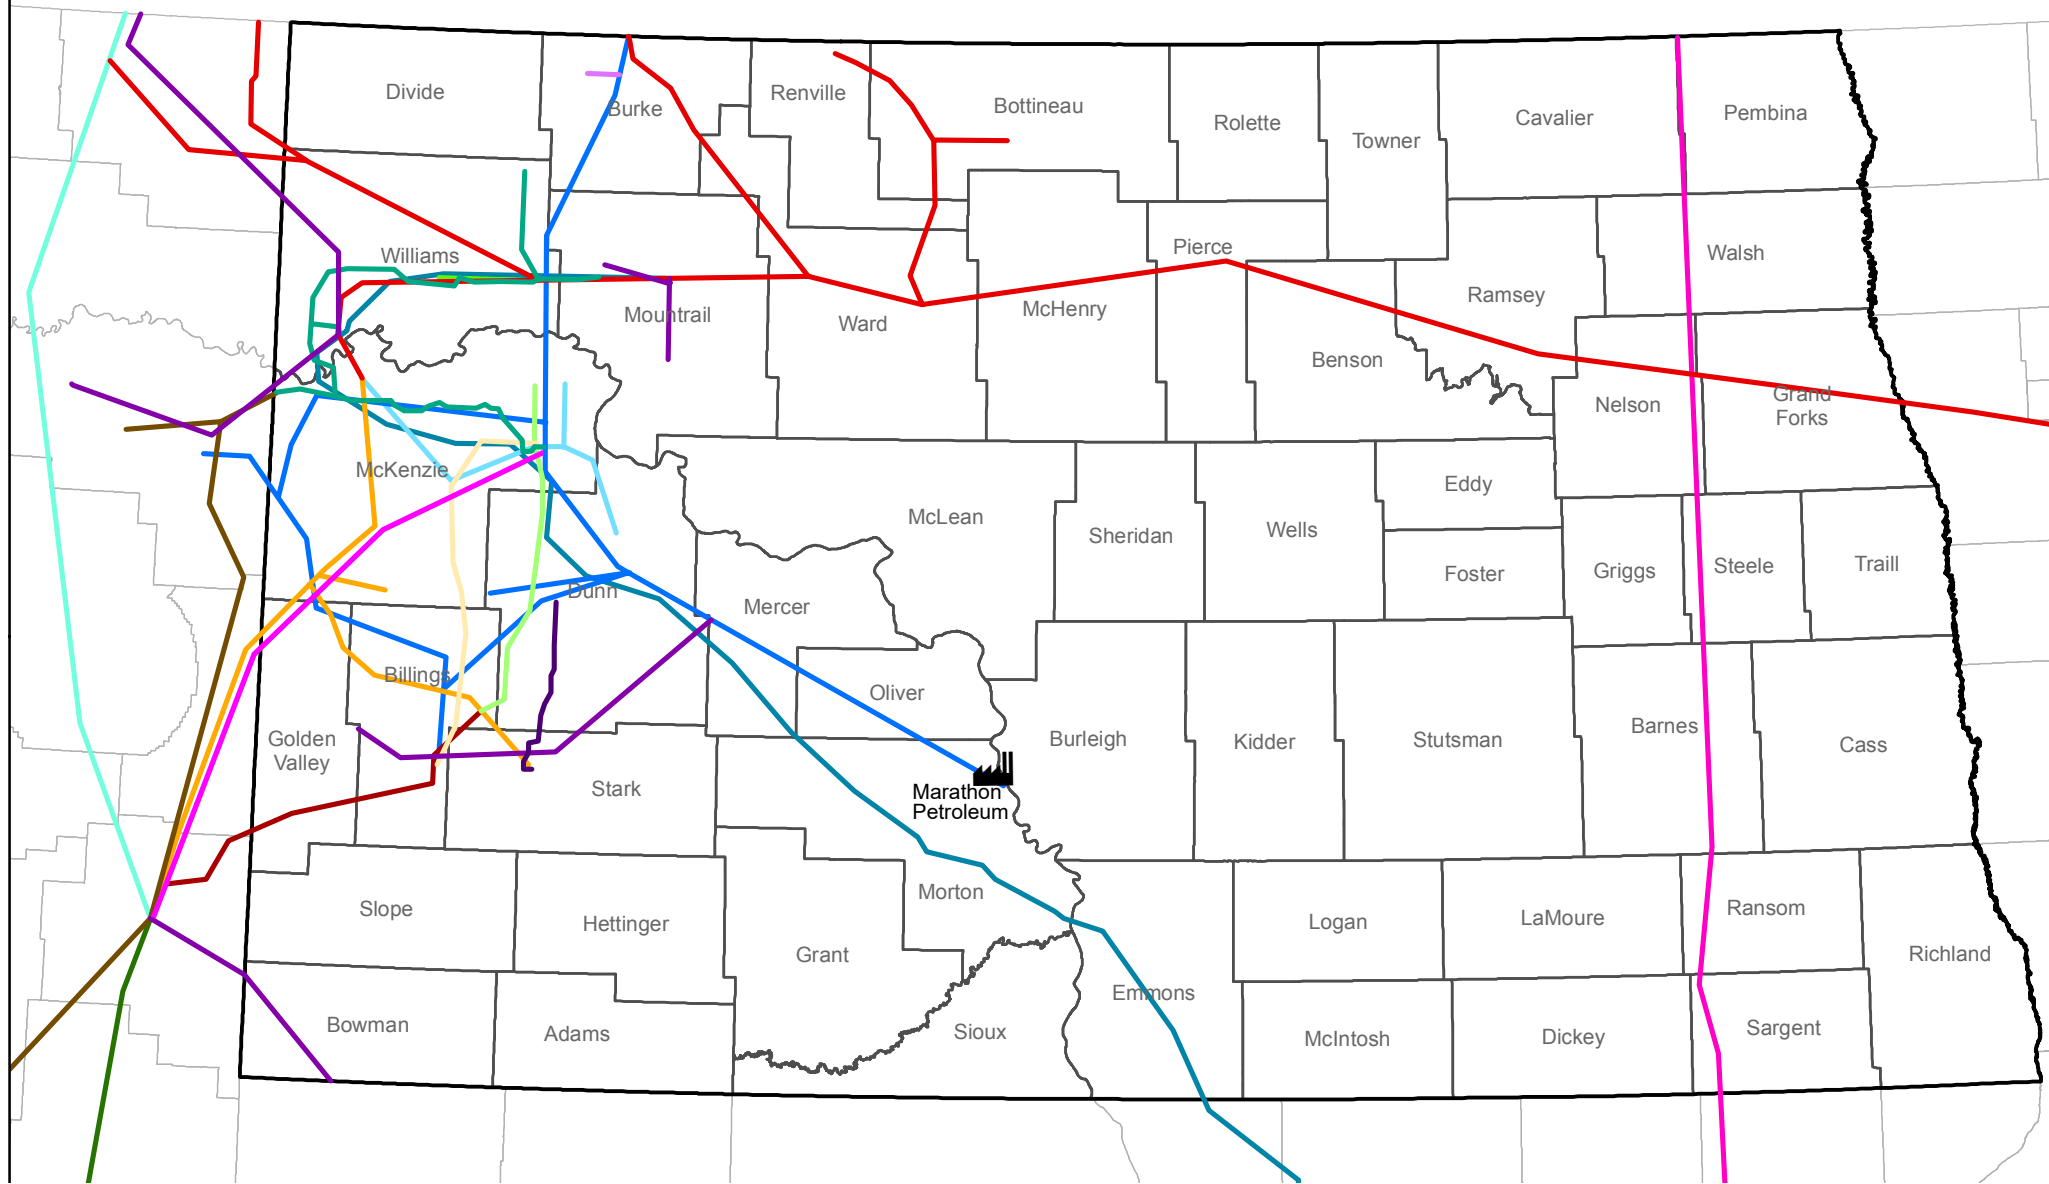 Divide
Burke
Renville
Bottineau
Rolette
Towner
Cavalier
Pembina
Williams
Mountrail
Ward
McHenry
Pierce
Benson
Ramsey
Walsh
Nelson
Grand
Forks
McKenzie
McLean
Sheridan
Wells
Eddy
Foster
Griggs
Steele
Traill
Dunn
Mercer
Oliver
Billings
Golden
Valley
Stark
Marathon
Petroleum
Burleigh
Kidder
Stutsman
Barnes
Cass
Slope
Hettinger
Grant
Morton
Emmons
Logan
LaMoure
Ransom
Richland
Bowman
Adams
Sioux
McIntosh
Dickey
Sargent